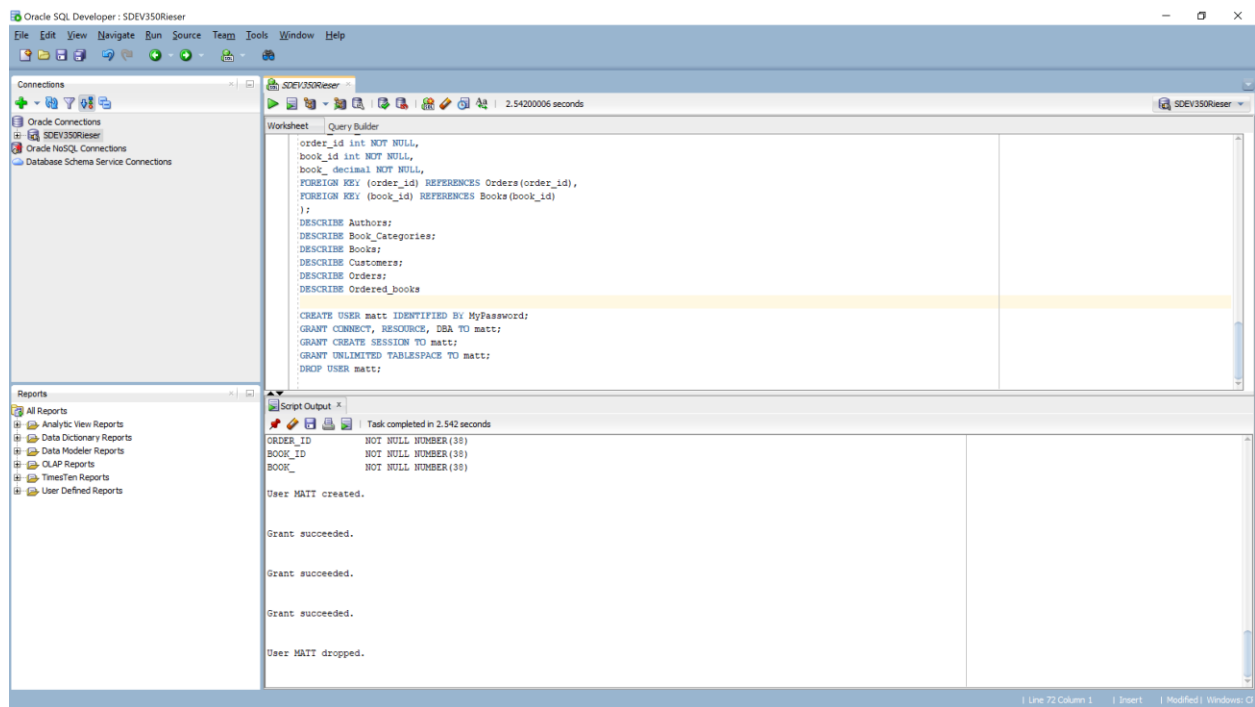 Oracle SQL Developer : SDEV350Rieser
File Edit View Navigate Run Source Team Tools Window Help
Connections
Oracle Connections
SDEV350Rieser
Oracle NoSQL Connections
Database Schema Service Connections
Reports
All Reports
Analytic View Reports
Data Dictionary Reports
Data Modeler Reports
OLAP Reports
TimesTen Reports
User Defined Reports
SDEV350Rieser
2.54200006 seconds
SDEV350Rieser
Worksheet Query Builder
order_id int NOT NULL,
book_id int NOT NULL,
book_ decimal NOT NULL,
FOREIGN KEY (order_id) REFERENCES Orders(order_id),
FOREIGN KEY (book_id) REFERENCES Books(book_id)
);
DESCRIBE Authors;
DESCRIBE Book_Categories;
DESCRIBE Books;
DESCRIBE Customers;
DESCRIBE Orders;
DESCRIBE Ordered_books
CREATE USER matt IDENTIFIED BY MyPassword;
GRANT CONNECT, RESOURCE, DBA TO matt;
GRANT CREATE SESSION TO matt;
GRANT UNLIMITED TABLESPACE TO matt;
DROP USER matt;
Script Output
Task completed in 2.542 seconds
ORDER_ID NOT NULL NUMBER(38)
BOOK_ID NOT NULL NUMBER(38)
BOOK_ NOT NULL NUMBER(38)
User MATT created.
Grant succeeded.
Grant succeeded.
Grant succeeded.
User MATT dropped.
Line 72 Column 1 | Insert | Modified | Windows: